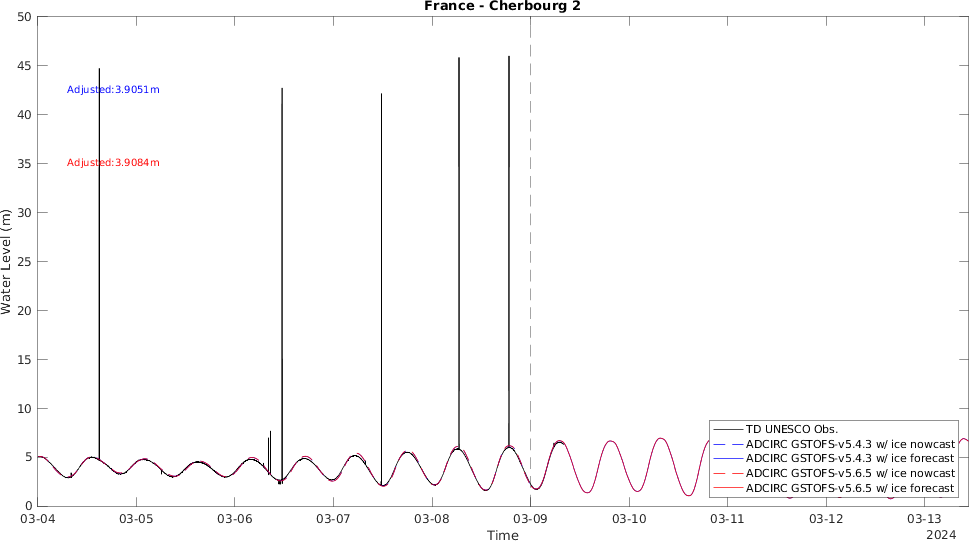 France - Cherbourg 2
50
45
40
35
30
25
20
15
10
5
0
Water Level (m)
Adjusted:3.9051m
Adjusted:3.9084m
TD UNESCO Obs.
ADCIRC GSTOFS-v5.4.3 w/ ice nowcast
ADCIRC GSTOFS-v5.4.3 w/ ice forecast
ADCIRC GSTOFS-v5.6.5 w/ ice nowcast
ADCIRC GSTOFS-v5.6.5 w/ ice forecast
03-04 03-05 03-06 03-07 03-08 03-09 03-10 03-11 03-12 03-13
Time
2024